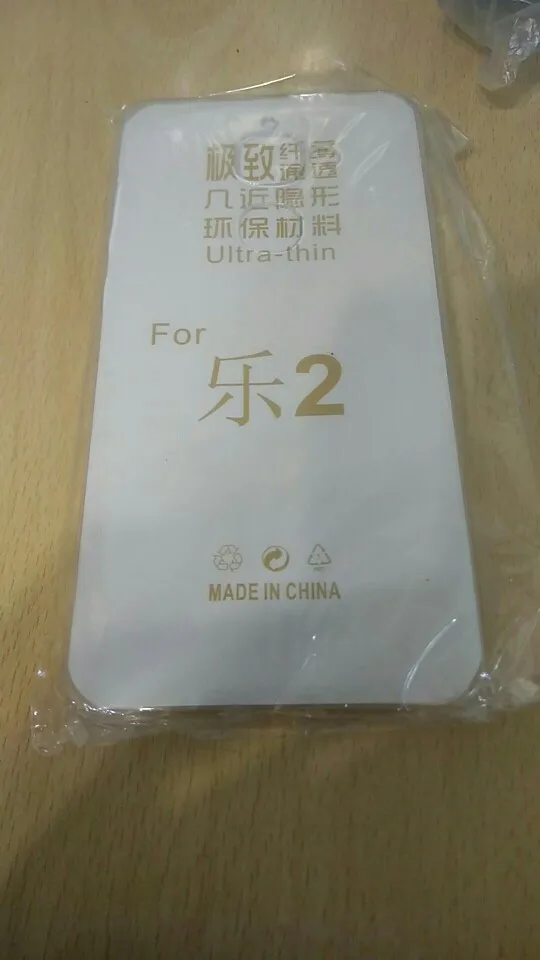 极致纤柔
通透
几近隐形
环保材料
Ultra-thin
For
乐2
MADE IN CHINA